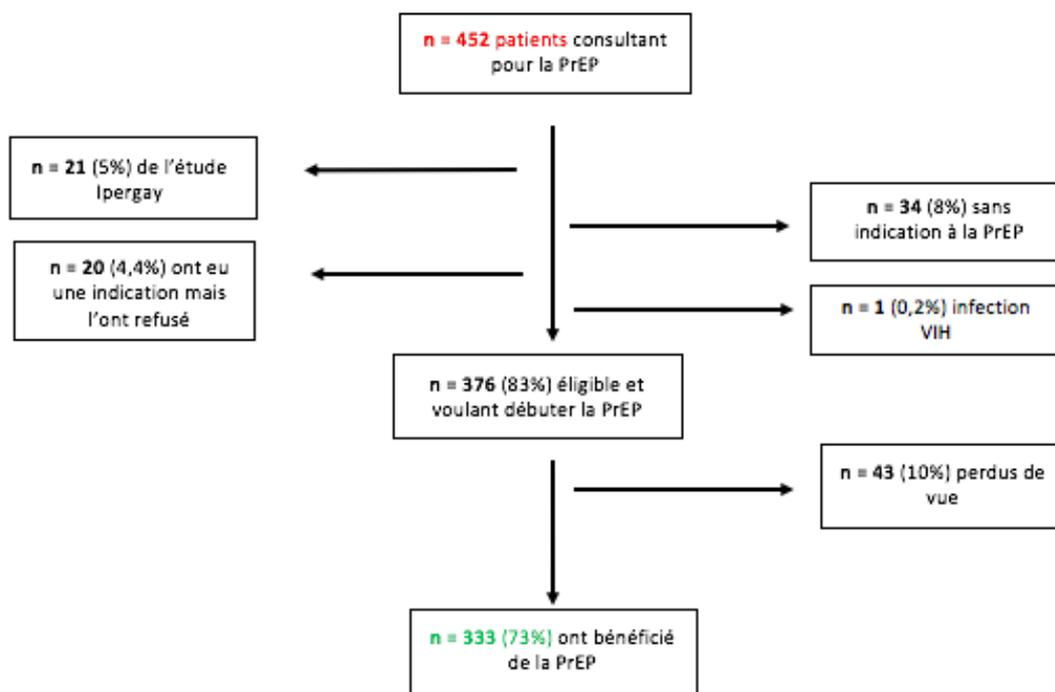 n = 452 patients consultant
pour la PrEP
n = 21 (5%) de l'étude
Ipergay
n = 34 (8%) sans
indication à la PrEP
n = 20 (4,4%) ont eu
une indication mais
l'ont refusé
n = 1 (0,2%) infection
VIH
n = 376 (83%) éligible et
voulant débuter la PrEP
n = 43 (10%) perdus de
vue
n = 333 (73%) ont bénéficié
de la PrEP